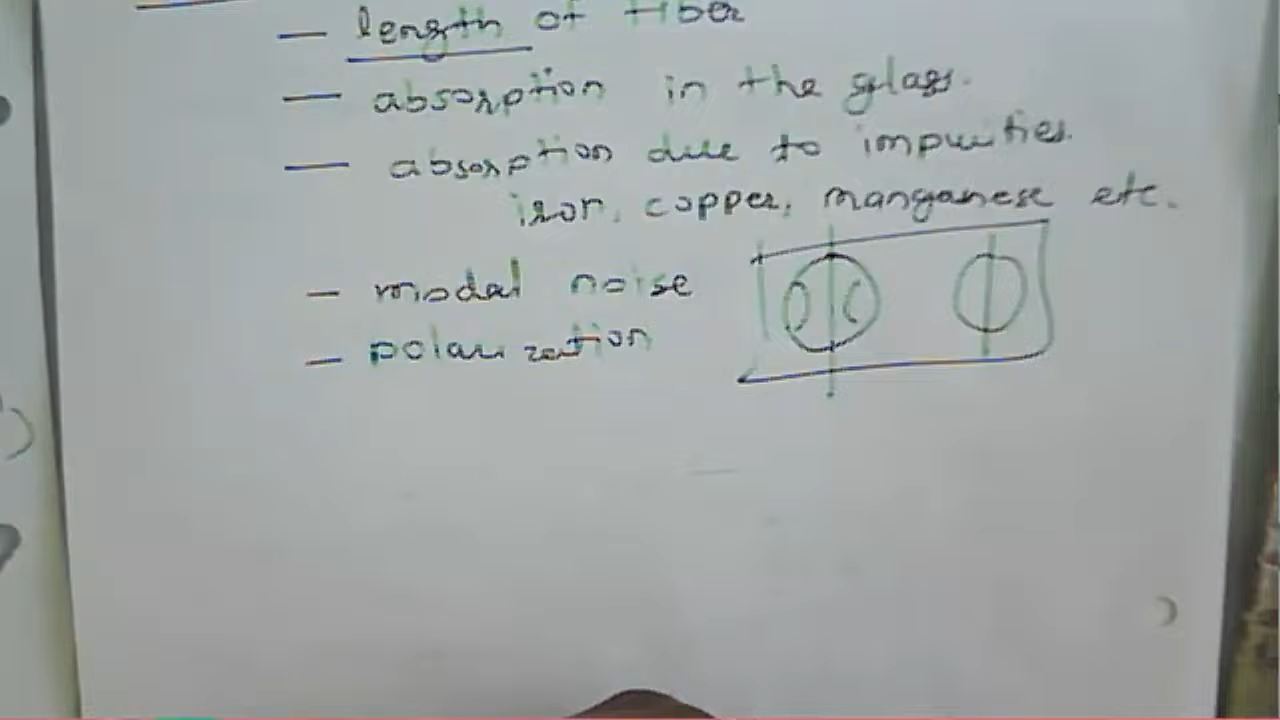 — length of fiber
— absorption in the glass.
— absorption due to impurities.
iron, copper, manganese etc.
— modal noise
— polarization